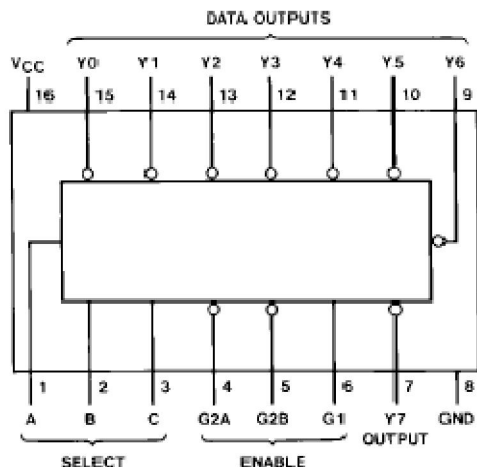 DATA OUTPUTS
VCC Y0 Y1 Y2 Y3 Y4 Y5 Y6
16 15 14 13 12 11 10 9
1 2 3 4 5 6 7 8
A B C G2A G2B G1 Y7 GND
OUTPUT
SELECT ENABLE